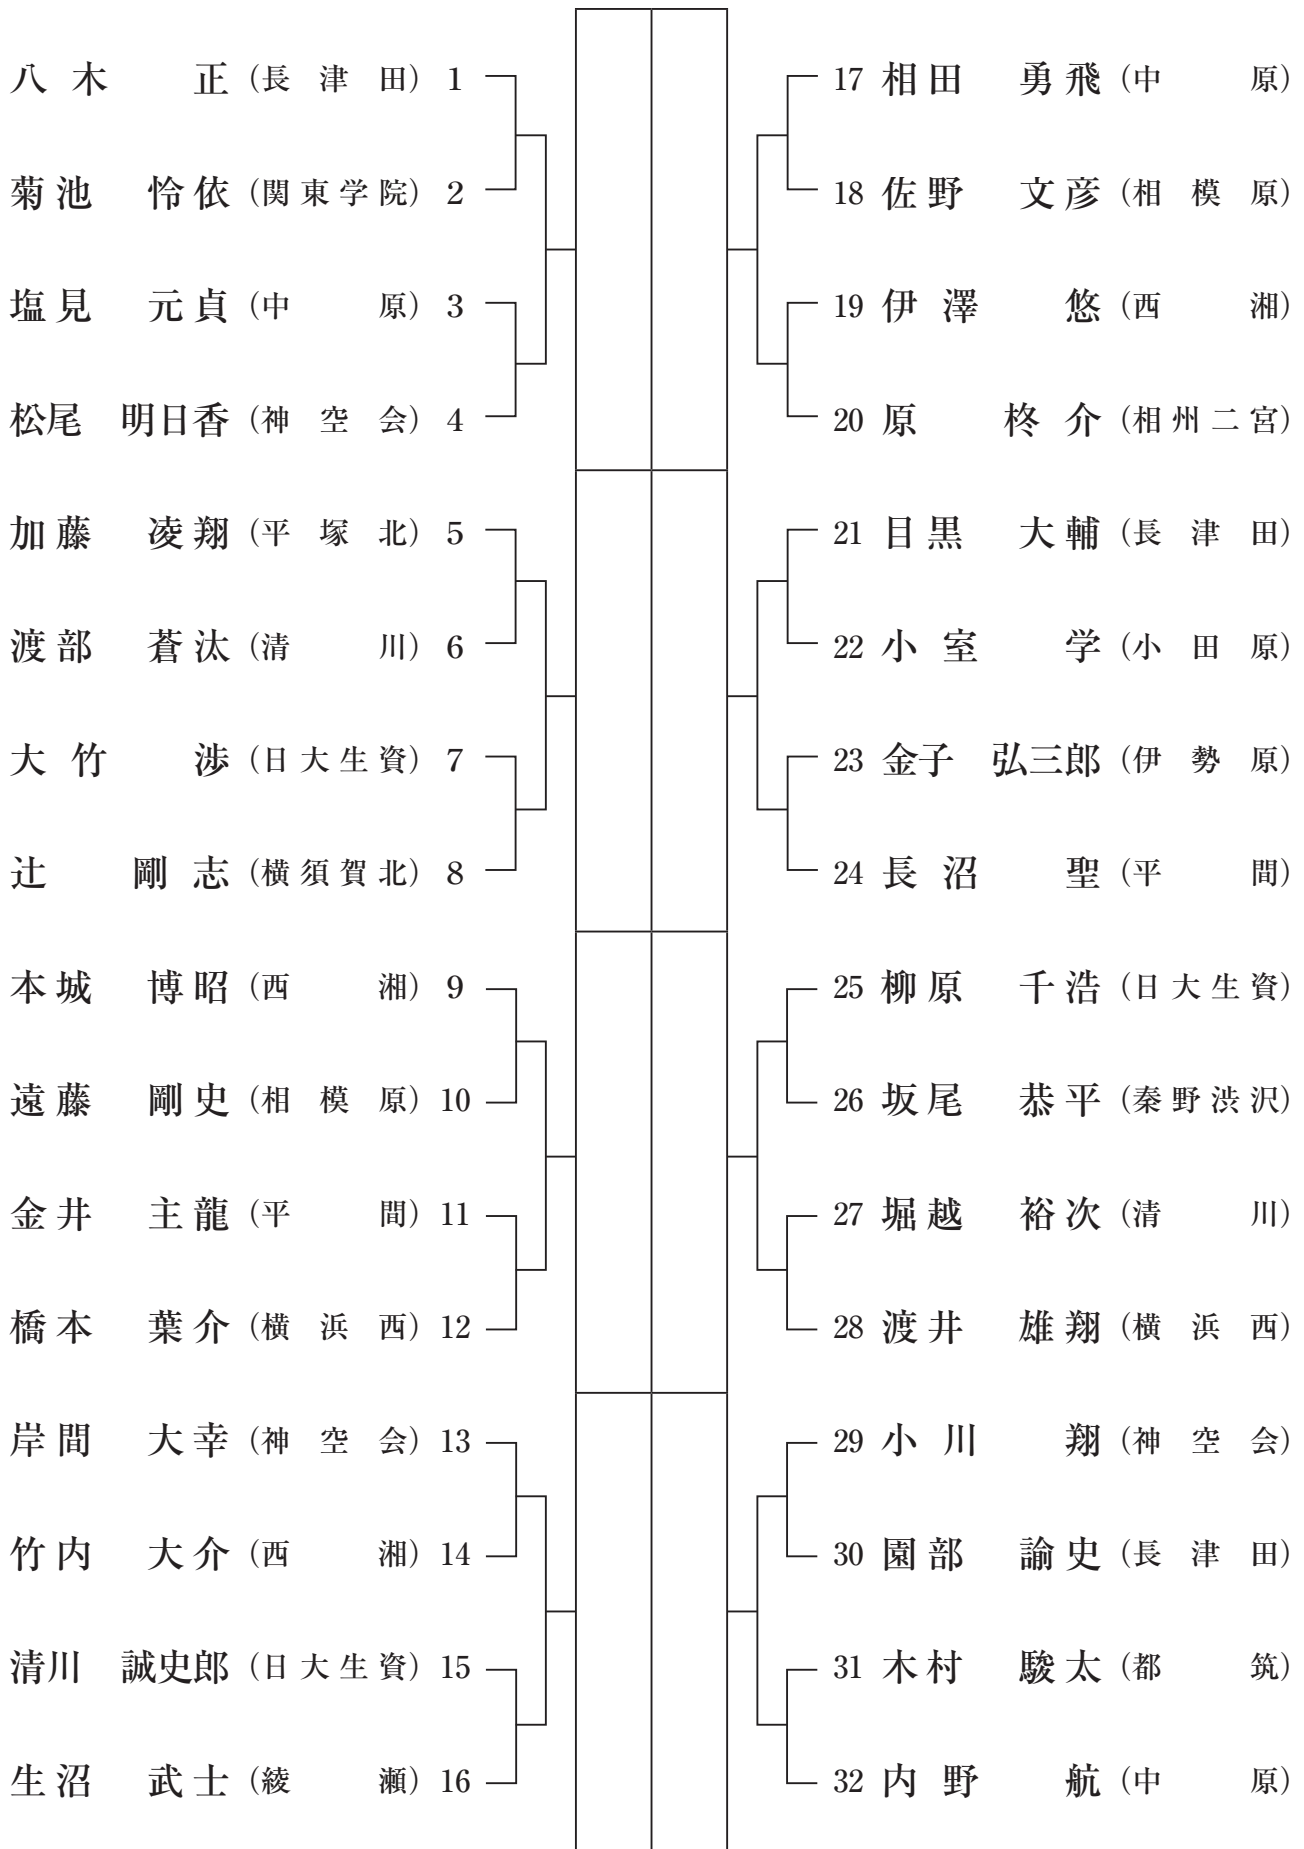 八木 正 (長津田) 1
菊池 怜依 (関東学院) 2
塩見 元貞 (中原) 3
松尾 明日香 (神空会) 4
加藤 凌翔 (平塚北) 5
渡部 蒼汰 (清川) 6
大竹 渉 (日大生資) 7
辻 剛志 (横須賀北) 8
本城 博昭 (西湘) 9
遠藤 剛史 (相模原) 10
金井 主龍 (平間) 11
橋本 葉介 (横浜西) 12
岸間 大幸 (神空会) 13
竹内 大介 (西湘) 14
清川 誠史郎 (日大生資) 15
生沼 武士 (綾瀬) 16
17 相田 勇飛 (中原)
18 佐野 文彦 (相模原)
19 伊澤 悠 (西湘)
20 原 柊介 (相州二宮)
21 目黒 大輔 (長津田)
22 小室 学 (小田原)
23 金子 弘三郎 (伊勢原)
24 長沼 聖 (平間)
25 柳原 千浩 (日大生資)
26 坂尾 恭平 (秦野渋沢)
27 堀越 裕次 (清川)
28 渡井 雄翔 (横浜西)
29 小川 翔 (神空会)
30 園部 諭史 (長津田)
31 木村 駿太 (都筑)
32 内野 航 (中原)